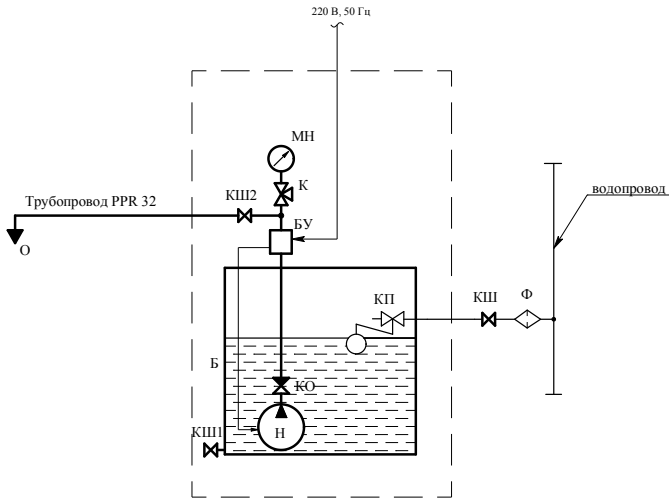 220 В, 50 Гц
МН
К
КШ2
Трубопровод PPR 32
водопровод
БУ
О
КП
КШ
Ф
Б
КО
КШ1
Н